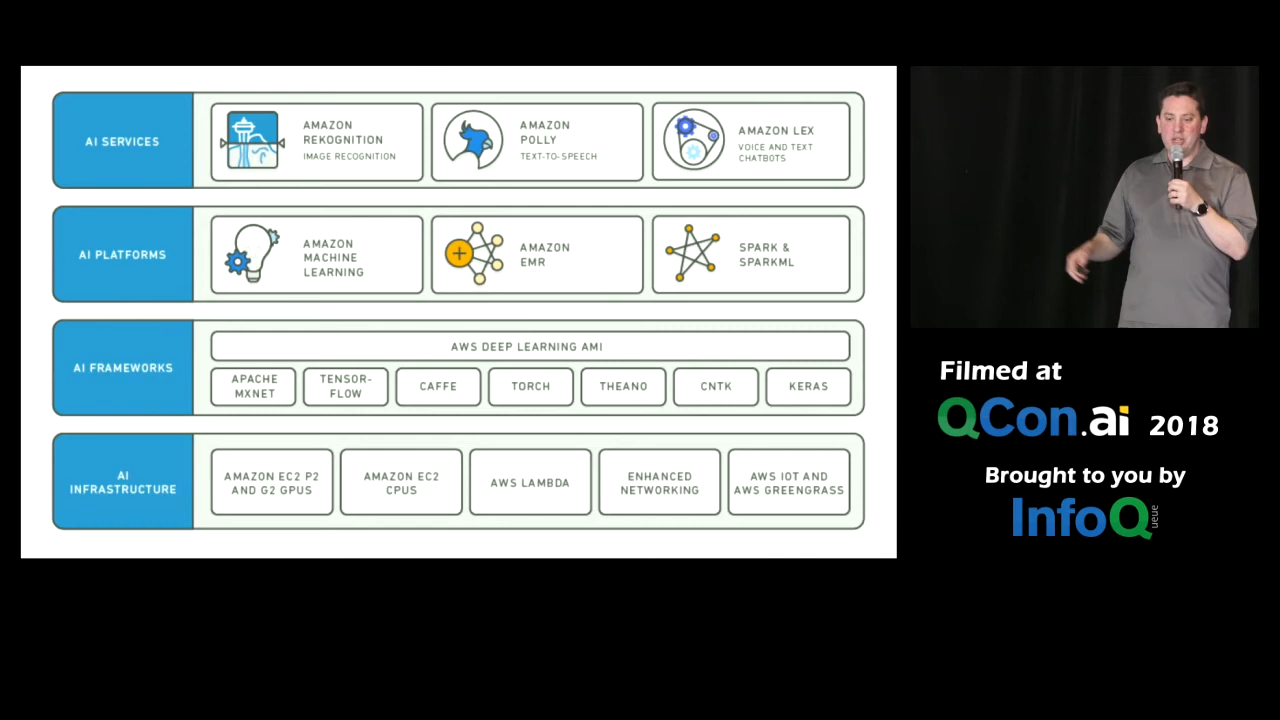 AI SERVICES
AMAZON
REKOGNITION
IMAGE RECOGNITION
AMAZON
POLLY
TEXT-TO-SPEECH
AMAZON LEX
VOICE AND TEXT
CHATBOTS
AI PLATFORMS
AMAZON
MACHINE
LEARNING
AMAZON
EMR
SPARK &
SPARKML
AI FRAMEWORKS
AWS DEEP LEARNING AMI
APACHE
MXNET
TENSOR-
FLOW
CAFFE
TORCH
THEANO
CNTK
KERAS
AI
INFRASTRUCTURE
AMAZON EC2 P2
AND G2 GPUS
AMAZON EC2
CPUS
AWS LAMBDA
ENHANCED
NETWORKING
AWS IOT AND
AWS GREENGRASS
Filmed at
QCon.ai 2018
Brought to you by
InfoQ
ueue